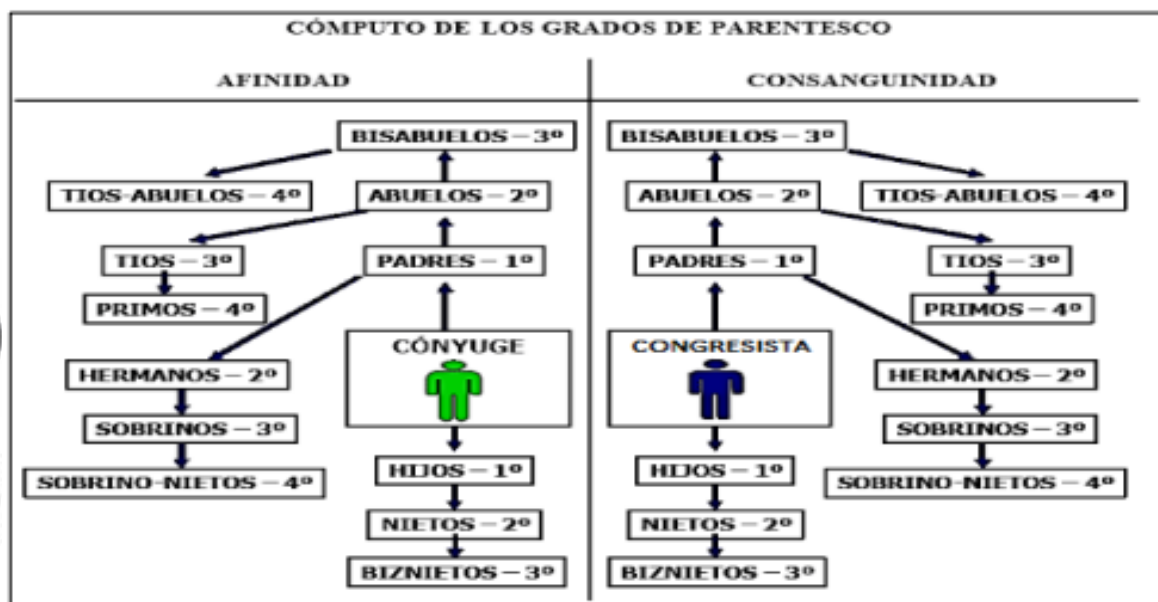 CÓMPUTO DE LOS GRADOS DE PARENTESCO
AFINIDAD
BISABUELOS – 3º
TIOS-ABUELOS – 4º
ABUELOS – 2º
TIOS – 3º
PADRES – 1º
PRIMOS – 4º
CÓNYUGE
HERMANOS – 2º
SOBRINOS – 3º
HIJOS – 1º
SOBRINO-NIETOS – 4º
NIETOS – 2º
BIZNIETOS – 3º
CONSANGUINIDAD
BISABUELOS – 3º
ABUELOS – 2º
TIOS-ABUELOS – 4º
PADRES – 1º
TIOS – 3º
PRIMOS – 4º
CONGRESISTA
HERMANOS – 2º
SOBRINOS – 3º
HIJOS – 1º
SOBRINO-NIETOS – 4º
NIETOS – 2º
BIZNIETOS – 3º